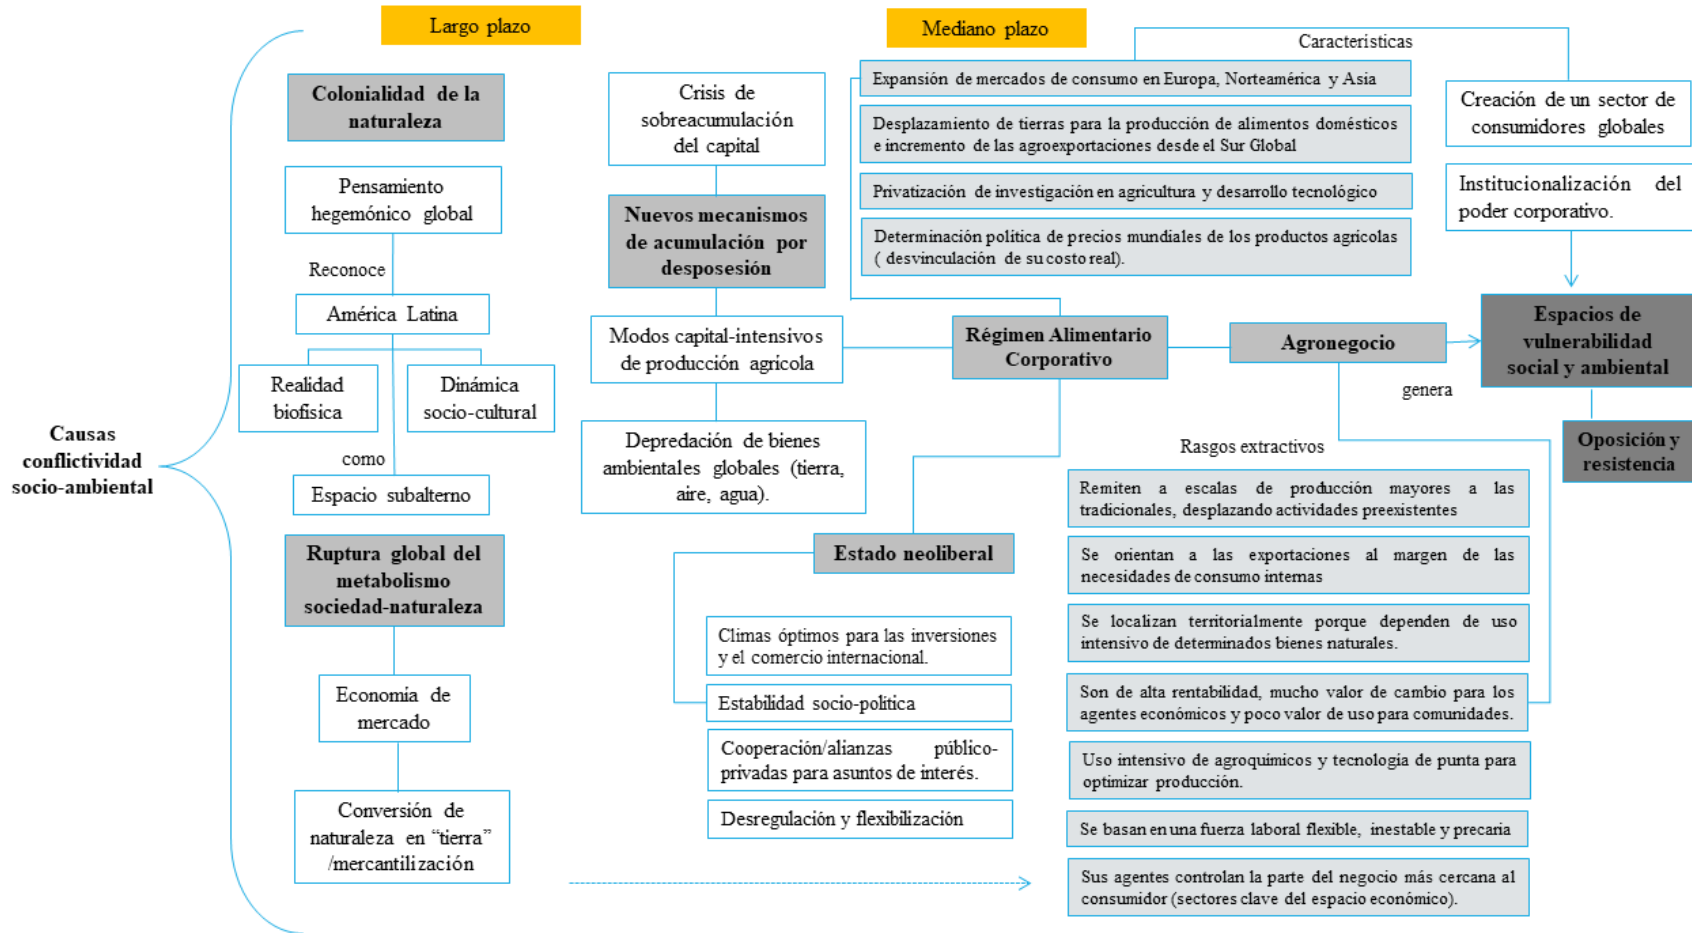 Largo plazo
Mediano plazo
Causas
conflictividad
socio-ambiental
Colonialidad de la
naturaleza
Pensamiento
hegemónico global
Reconoce
América Latina
Realidad
biofísica
Dinámica
socio-cultural
como
Espacio subalterno
Ruptura global del
metabolismo
sociedad-naturaleza
Economía de
mercado
Conversión de
naturaleza en “tierra”
/mercantilización
Crisis de
sobreacumulación
del capital
Nuevos mecanismos
de acumulación por
desposesión
Modos capital-intensivos
de producción agrícola
Depredación de bienes
ambientales globales (tierra,
aire, agua).
Características
Expansión de mercados de consumo en Europa, Norteamérica y Asia
Desplazamiento de tierras para la producción de alimentos domésticos
e incremento de las agroexportaciones desde el Sur Global
Privatización de investigación en agricultura y desarrollo tecnológico
Determinación política de precios mundiales de los productos agrícolas
( desvinculación de su costo real).
Creación de un sector de
consumidores globales
Institucionalización del
poder corporativo.
Régimen Alimentario
Corporativo
Agronegocio
genera
Espacios de
vulnerabilidad
social y ambiental
Oposición y
resistencia
Estado neoliberal
Climas óptimos para las inversiones
y el comercio internacional.
Estabilidad socio-política
Cooperación/alianzas público-
privadas para asuntos de interés.
Desregulación y flexibilización
Rasgos extractivos
Remiten a escalas de producción mayores a las
tradicionales, desplazando actividades preexistentes
Se orientan a las exportaciones al margen de las
necesidades de consumo internas
Se localizan territorialmente porque dependen de uso
intensivo de determinados bienes naturales.
Son de alta rentabilidad, mucho valor de cambio para los
agentes económicos y poco valor de uso para comunidades.
Uso intensivo de agroquímicos y tecnología de punta para
optimizar producción.
Se basan en una fuerza laboral flexible, inestable y precaria
Sus agentes controlan la parte del negocio más cercana al
consumidor (sectores clave del espacio económico).